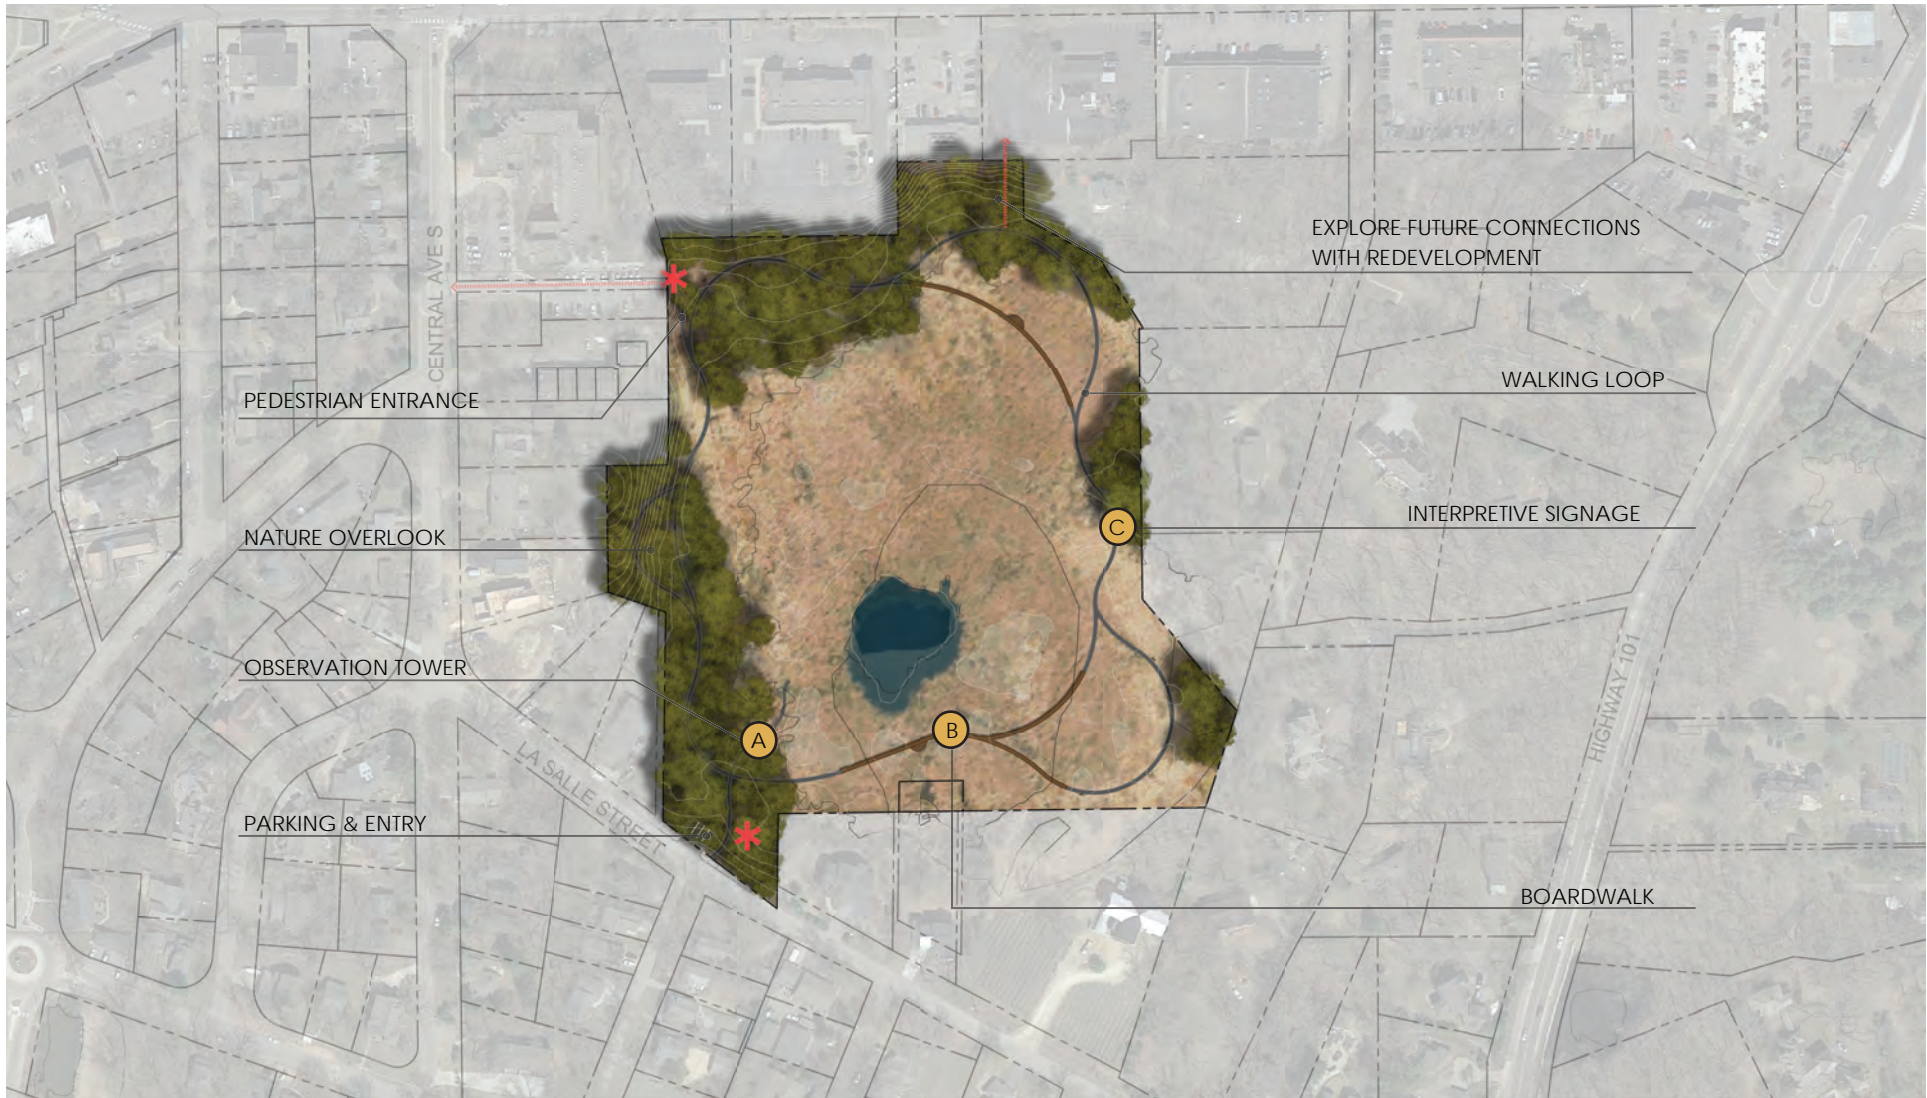 CENTRAL AVE S
EXPLORE FUTURE CONNECTIONS
WITH REDEVELOPMENT
PEDESTRIAN ENTRANCE
WALKING LOOP
NATURE OVERLOOK
INTERPRETIVE SIGNAGE
C
OBSERVATION TOWER
A
B
HIGHWAY 101
LA SALLE STREET
PARKING & ENTRY
BOARDWALK